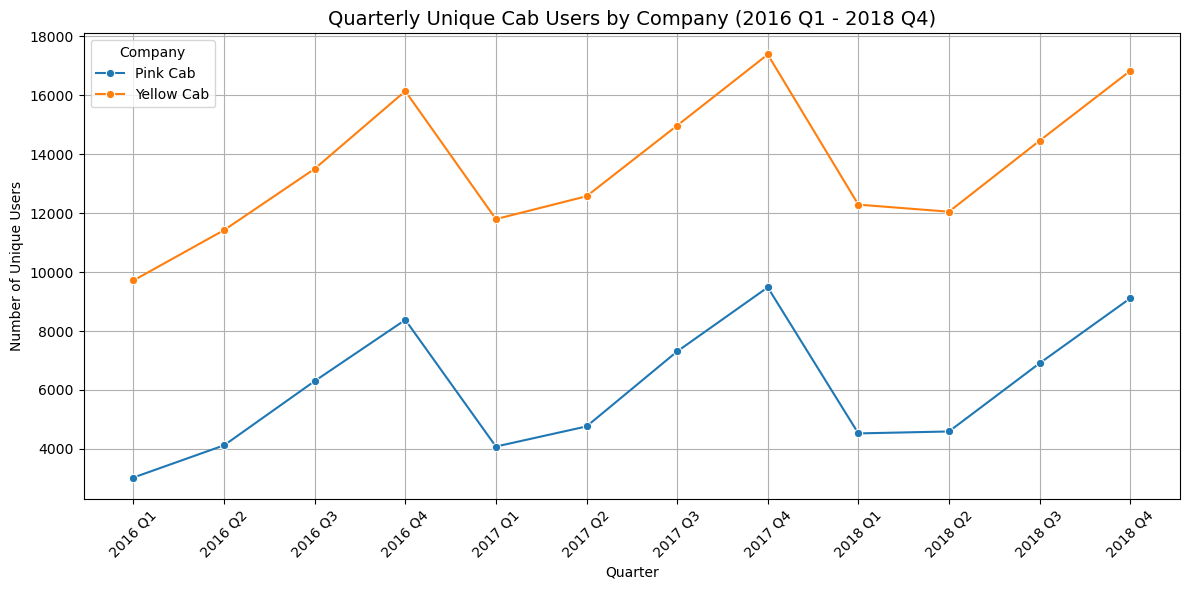 Quarterly Unique Cab Users by Company (2016 Q1 - 2018 Q4)
Company
Pink Cab
Yellow Cab
Number of Unique Users
18000
16000
14000
12000
10000
8000
6000
4000
2016 Q1
2016 Q2
2016 Q3
2016 Q4
2017 Q1
2017 Q2
2017 Q3
2017 Q4
2018 Q1
2018 Q2
2018 Q3
2018 Q4
Quarter